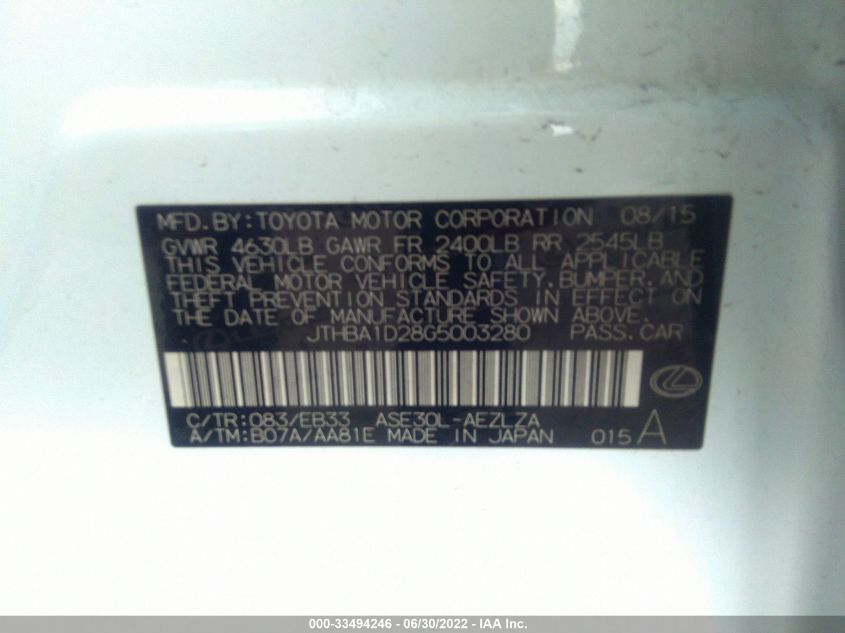 MFD.BY:TOYOTA MOTOR CORPORATION 08/15
GVWR 4630LB GAWR FR 2400LB RR 2545LB
THIS VEHICLE CONFORMS TO ALL APPLICABLE
FEDERAL MOTOR VEHICLE SAFETY,BUMPER,AND
THEFT PREVENTION STANDARDS IN EFFECT ON
THE DATE OF MANUFACTURE SHOWN ABOVE.
JTHBA1D28G5003280 PASS.CAR
C/TR:083/EB33 ASE30L-AEZLZA
A/TM:B07A/AA81E MADE IN JAPAN 015 A
000-33494246 - 06/30/2022 - IAA Inc.